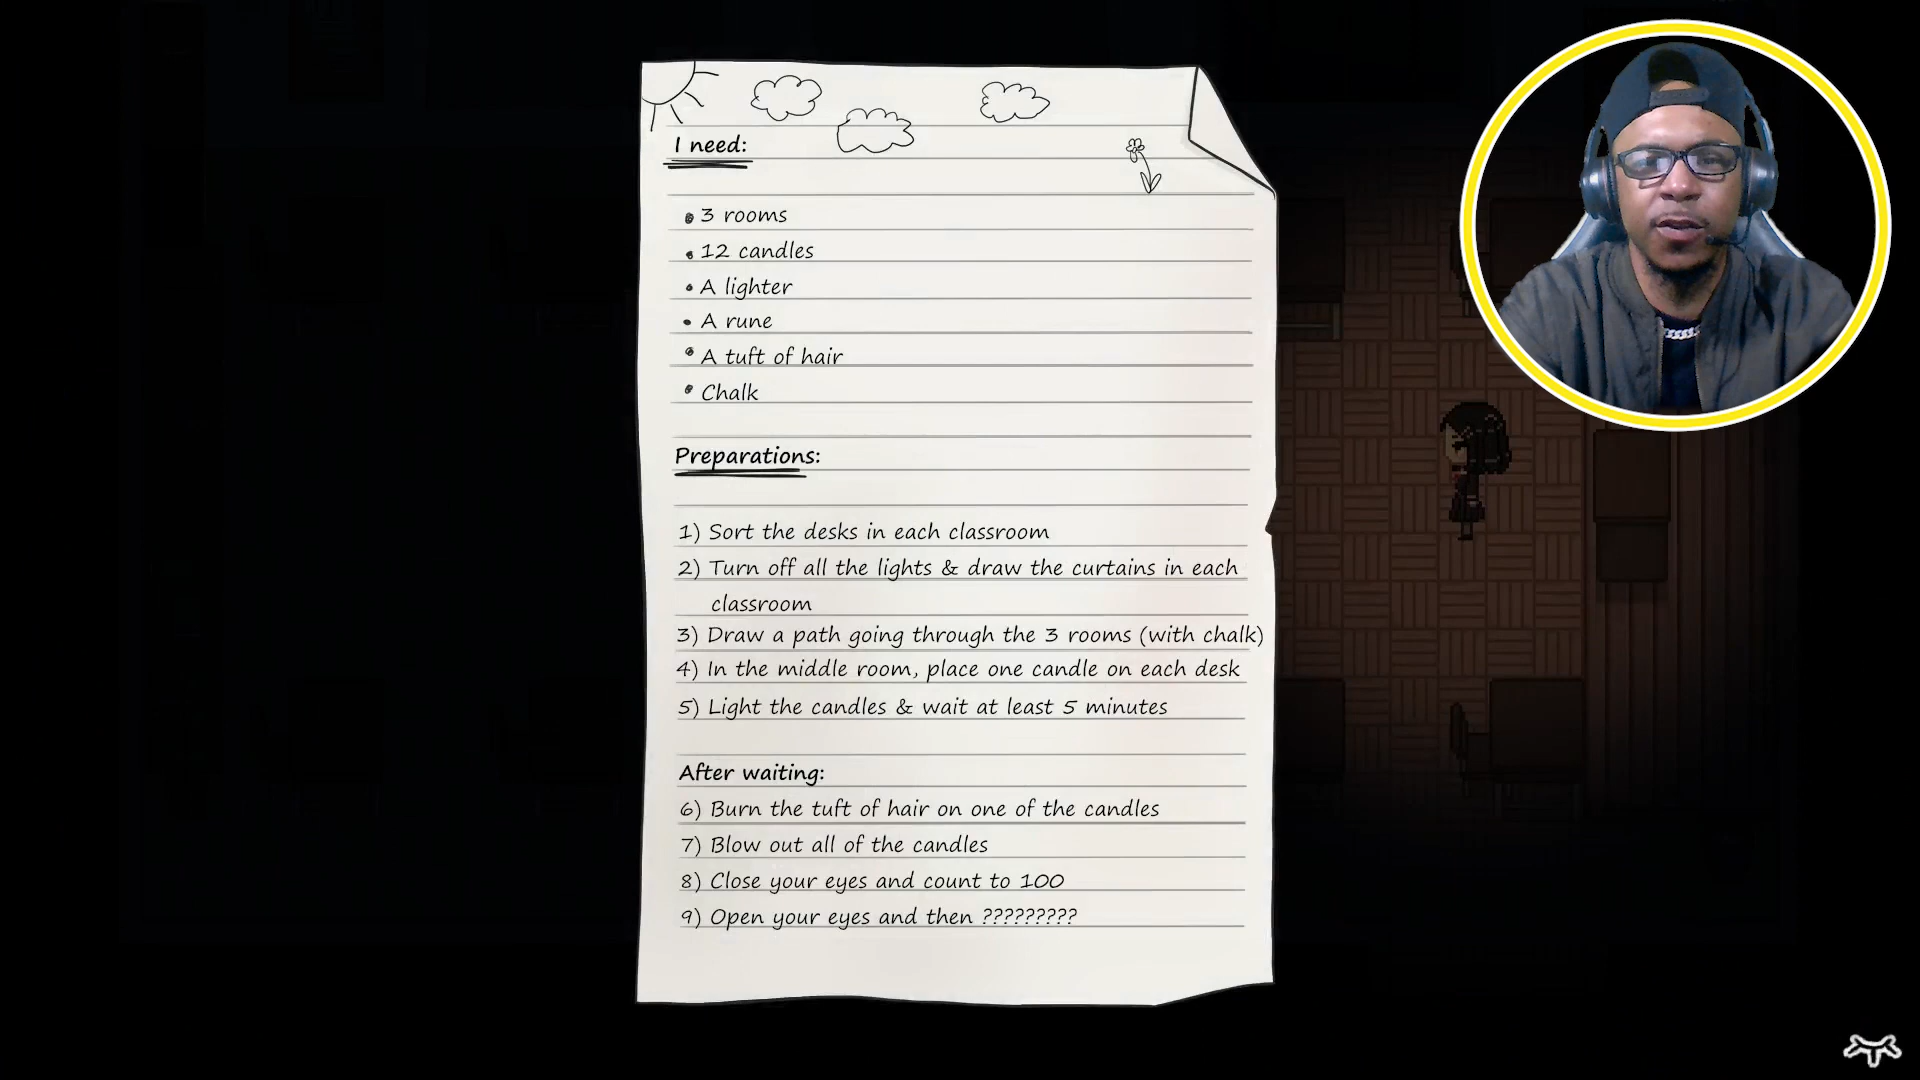 I need:
3 rooms
12 candles
A lighter
A rune
A tuft of hair
Chalk
Preparations:
1) Sort the desks in each classroom
2) Turn off all the lights & draw the curtains in each
classroom
3) Draw a path going through the 3 rooms (with chalk)
4) In the middle room, place one candle on each desk
5) Light the candles & wait at least 5 minutes
After waiting:
6) Burn the tuft of hair on one of the candles
7) Blow out all of the candles
8) Close your eyes and count to 100
9) Open your eyes and then ?????????